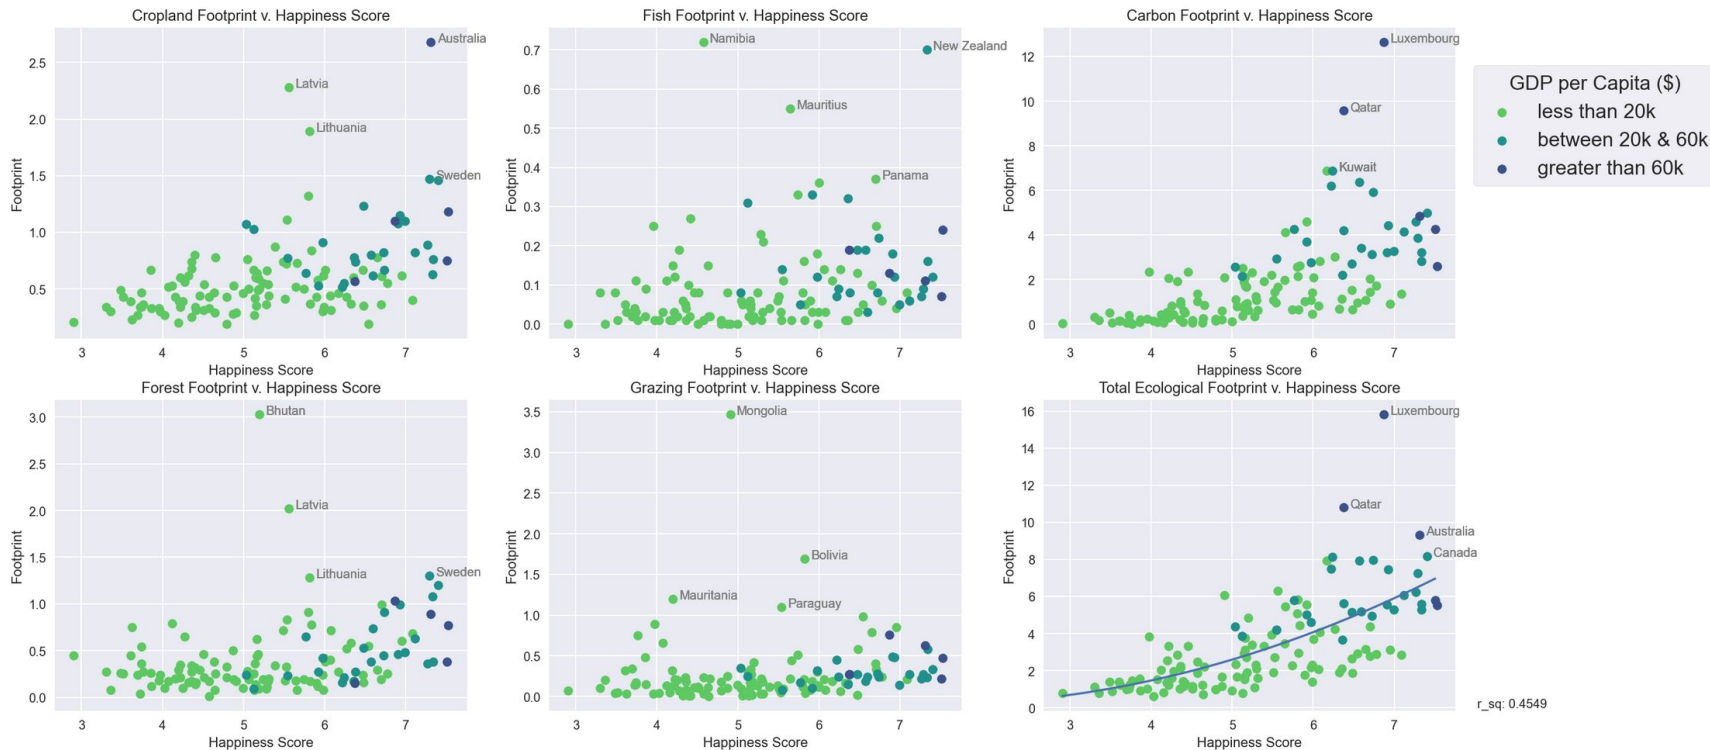 Cropland Footprint v. Happiness Score
Footprint
2.5
2.0
1.5
1.0
0.5
Australia
Latvia
Lithuania
Sweden
3 4 5 6 7
Happiness Score
Fish Footprint v. Happiness Score
Footprint
0.7
0.6
0.5
0.4
0.3
0.2
0.1
0.0
Namibia
New Zealand
Mauritius
Panama
3 4 5 6 7
Happiness Score
Carbon Footprint v. Happiness Score
Footprint
12
10
8
6
4
2
0
Luxembourg
Qatar
Kuwait
3 4 5 6 7
Happiness Score
GDP per Capita ($)
less than 20k
between 20k & 60k
greater than 60k
Forest Footprint v. Happiness Score
Footprint
3.0
2.5
2.0
1.5
1.0
0.5
0.0
Bhutan
Latvia
Lithuania
Sweden
3 4 5 6 7
Happiness Score
Grazing Footprint v. Happiness Score
Footprint
3.5
3.0
2.5
2.0
1.5
1.0
0.5
0.0
Mongolia
Bolivia
Mauritania
Paraguay
3 4 5 6 7
Happiness Score
Total Ecological Footprint v. Happiness Score
Footprint
16
14
12
10
8
6
4
2
0
Luxembourg
Qatar
Australia
Canada
3 4 5 6 7
Happiness Score
r_sq: 0.4549